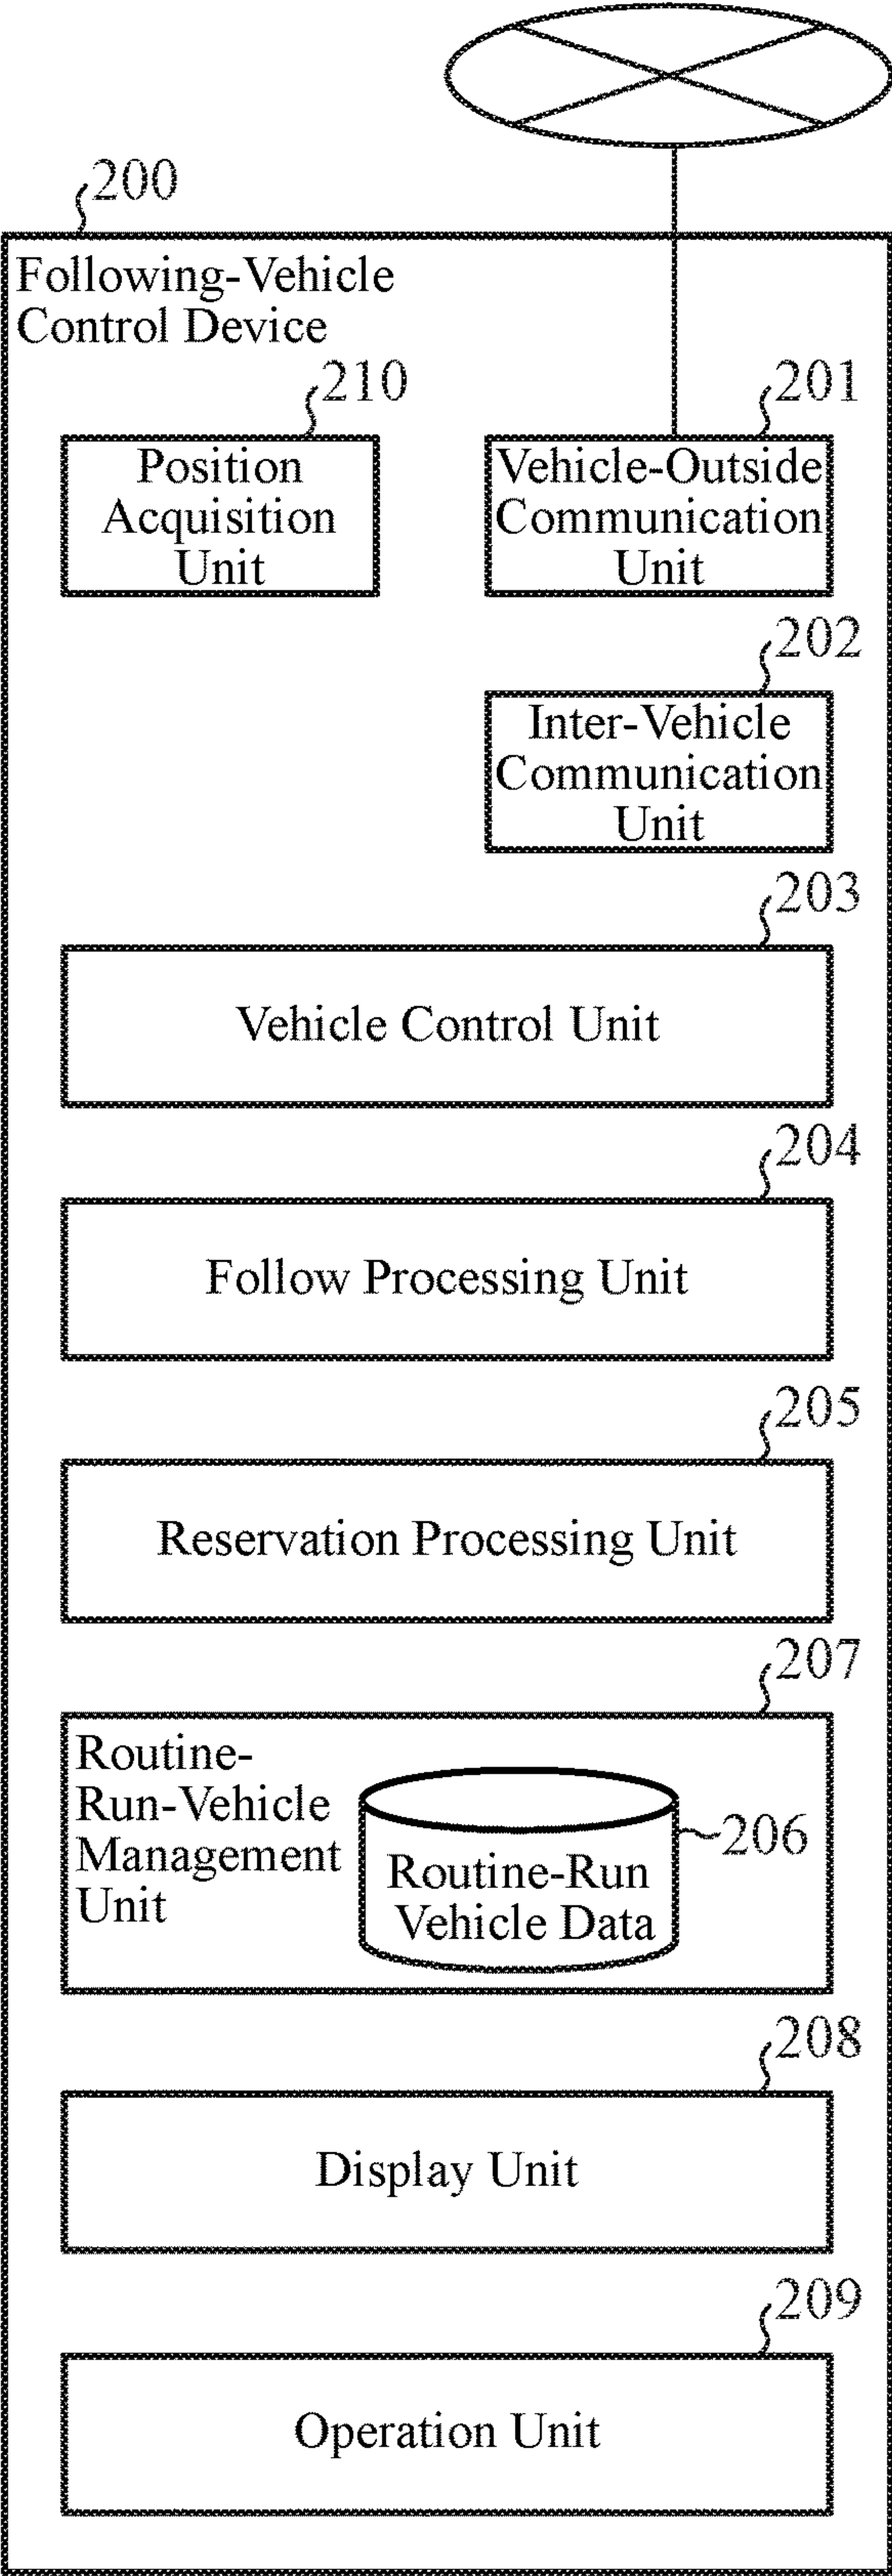 200
Following-Vehicle
Control Device
210
Position
Acquisition
Unit
201
Vehicle-Outside
Communication
Unit
202
Inter-Vehicle
Communication
Unit
203
Vehicle Control Unit
204
Follow Processing Unit
205
Reservation Processing Unit
207
Routine-
Run-Vehicle
Management
Unit
206
Routine-Run
Vehicle Data
208
Display Unit
209
Operation Unit